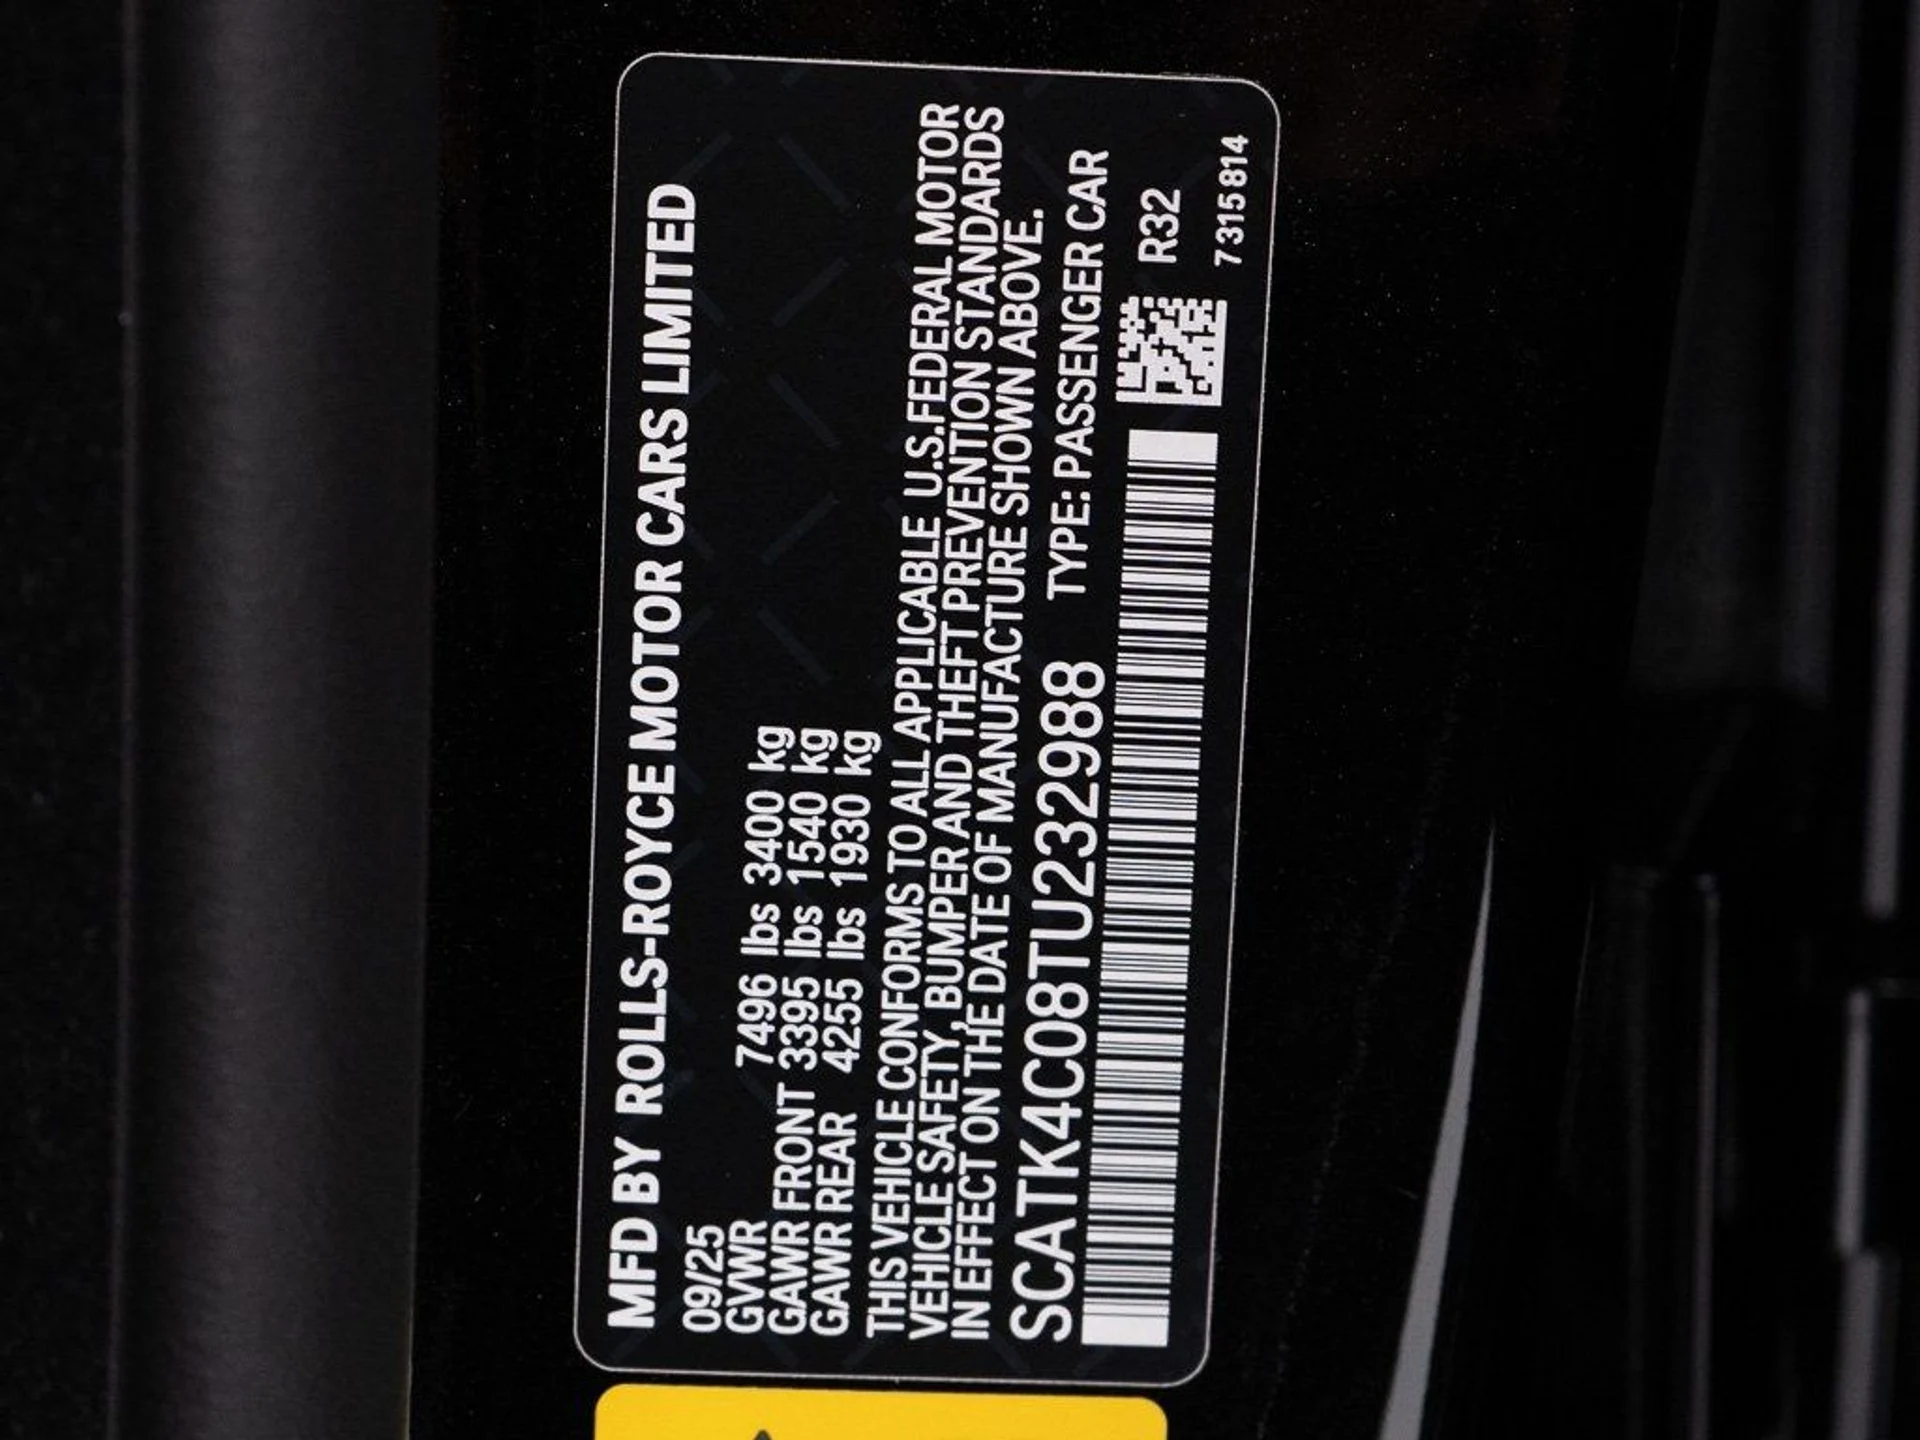 MFD BY ROLLS-ROYCE MOTOR CARS LIMITED
09/25
GVWR 7496 lbs 3400 kg
GAWR FRONT 3395 lbs 1540 kg
GAWR REAR 4255 lbs 1930 kg
THIS VEHICLE CONFORMS TO ALL APPLICABLE U.S.FEDERAL MOTOR
VEHICLE SAFETY, BUMPER AND THEFT PREVENTION STANDARDS
IN EFFECT ON THE DATE OF MANUFACTURE SHOWN ABOVE.
SCATK4C08TU232988 TYPE: PASSENGER CAR
R32
7315814